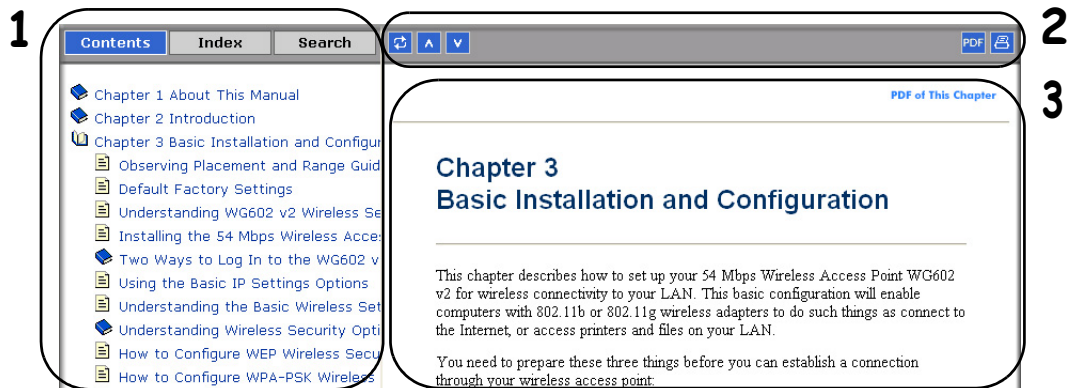 1
Contents Index Search
PDF
2
Chapter 1 About This Manual
Chapter 2 Introduction
Chapter 3 Basic Installation and Configur
Observing Placement and Range Guid
Default Factory Settings
Understanding WG602 v2 Wireless Se
Installing the 54 Mbps Wireless Acce
Two Ways to Log In to the WG602 v
Using the Basic IP Settings Options
Understanding the Basic Wireless Set
Understanding Wireless Security Opti
How to Configure WEP Wireless Secu
How to Configure WPA-PSK Wireless
3
PDF of This Chapter
Chapter 3
Basic Installation and Configuration
This chapter describes how to set up your 54 Mbps Wireless Access Point WG602
v2 for wireless connectivity to your LAN. This basic configuration will enable
computers with 802.11b or 802.11g wireless adapters to do such things as connect to
the Internet, or access printers and files on your LAN.
You need to prepare these three things before you can establish a connection
through your wireless access point: